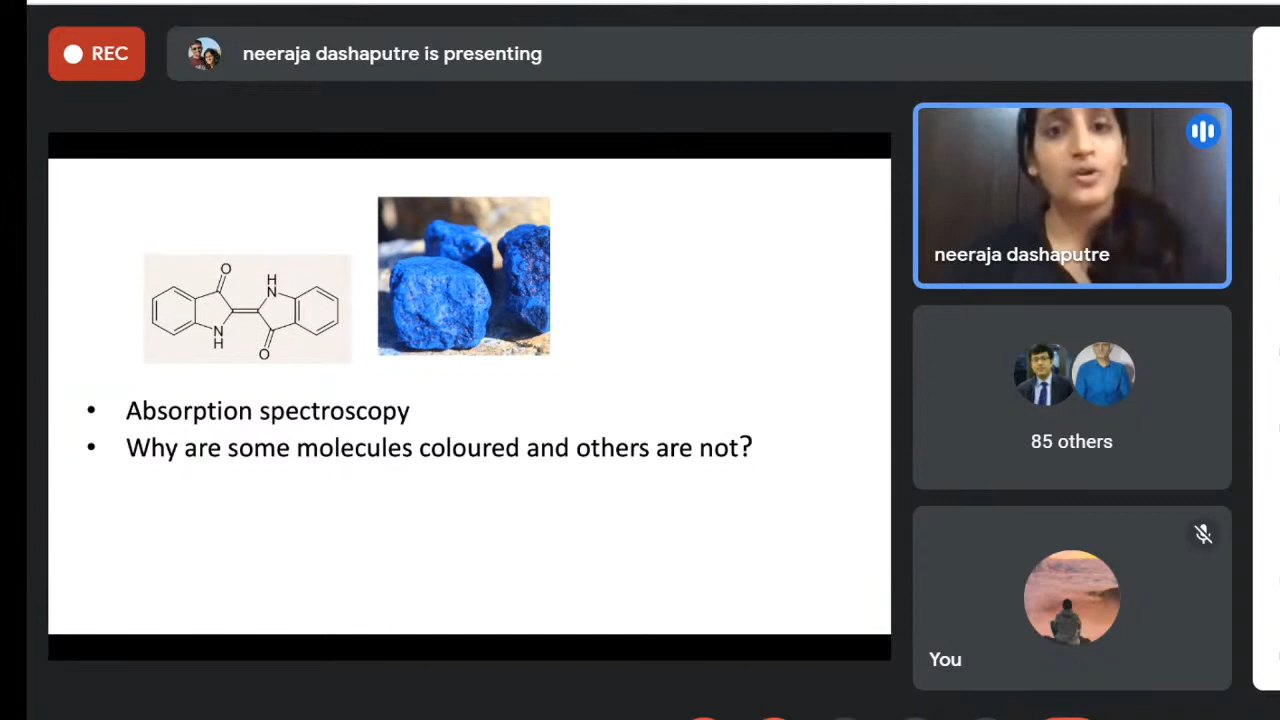 REC
neeraja dashaputre is presenting
neeraja dashaputre
O
H
N
N
H
O
• Absorption spectroscopy
• Why are some molecules coloured and others are not?
85 others
You